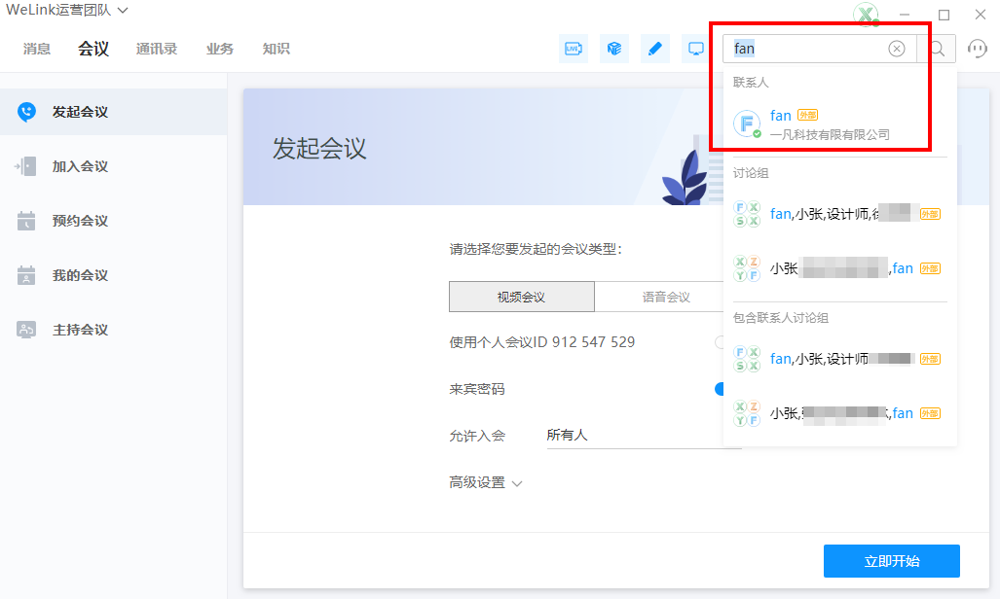 WeLink运营团队
消息 会议 通讯录 业务 知识
LIVE
fan
联系人
fan 外部
一凡科技有限有限公司
讨论组
fan,小张,设计师, 外部
小张 ,fan 外部
包含联系人讨论组
fan,小张,设计师 外部
小张, ,fan 外部
发起会议
加入会议
预约会议
我的会议
主持会议
发起会议
请选择您要发起的会议类型：
视频会议 语音会议
使用个人会议ID 912 547 529
来宾密码
允许入会 所有人
高级设置
立即开始